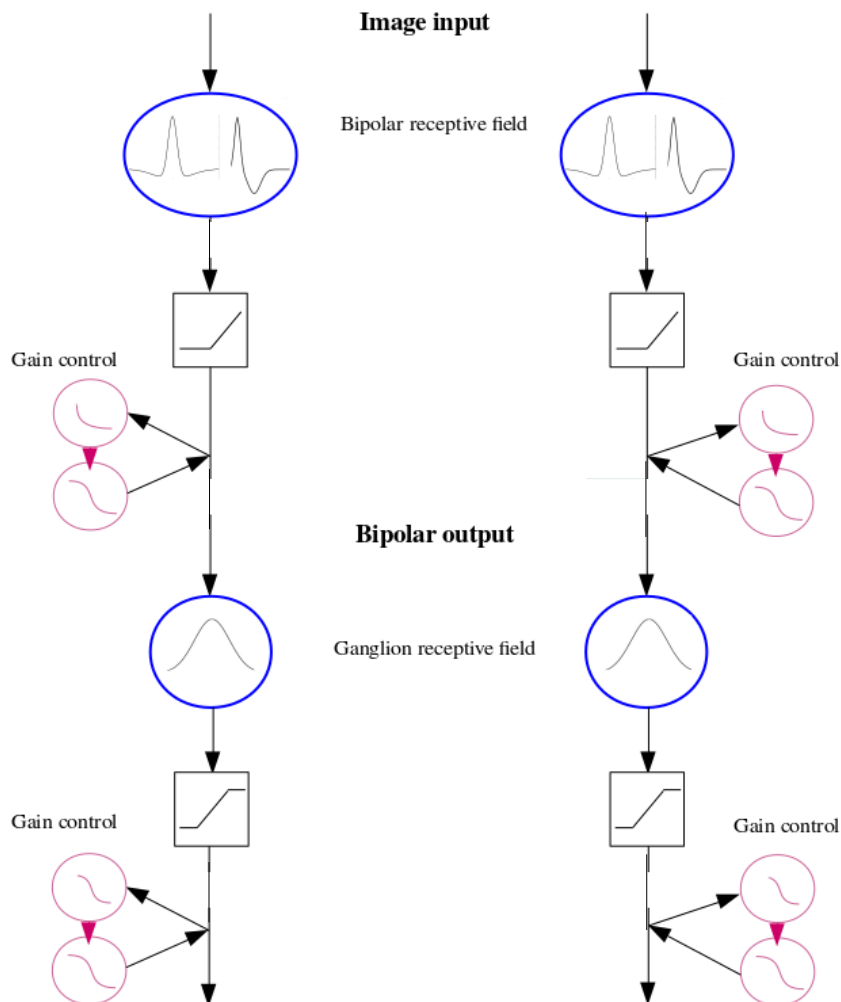 Image input
Bipolar receptive field
Gain control
Gain control
Bipolar output
Ganglion receptive field
Gain control
Gain control